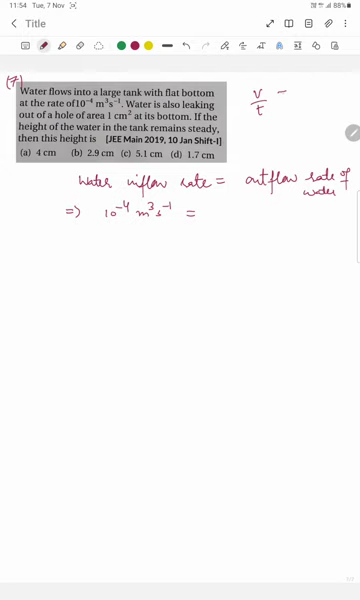 11:54 Tue, 7 Nov 88%
Title
(7)
Water flows into a large tank with flat bottom
at the rate of 10⁻⁴ m³s⁻¹. Water is also leaking
out of a hole of area 1 cm² at its bottom. If the
height of the water in the tank remains steady,
then this height is [JEE Main 2019, 10 Jan Shift-I]
(a) 4 cm (b) 2.9 cm (c) 5.1 cm (d) 1.7 cm
V/t -
Water inflow rate = outflow rate of
water
=> 10⁻⁴ m³s⁻¹ =